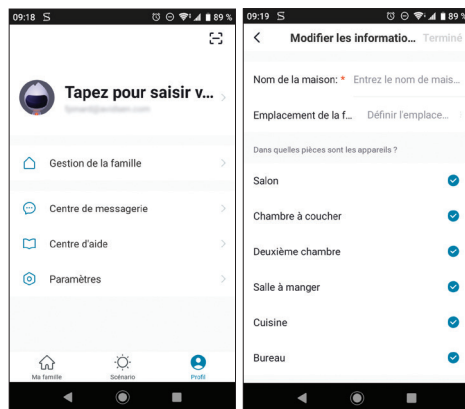 09:18 S 89 %
Tapez pour saisir v...
Gestion de la famille
Centre de messagerie
Centre d'aide
Paramètres
Ma famille
Scénario
Profil
09:19 S 89 %
Modifier les informatio... Terminé
Nom de la maison: * Entrez le nom de mais...
Emplacement de la f... Définir l'emplace...
Dans quelles pièces sont les appareils ?
Salon
Chambre à coucher
Deuxième chambre
Salle à manger
Cuisine
Bureau